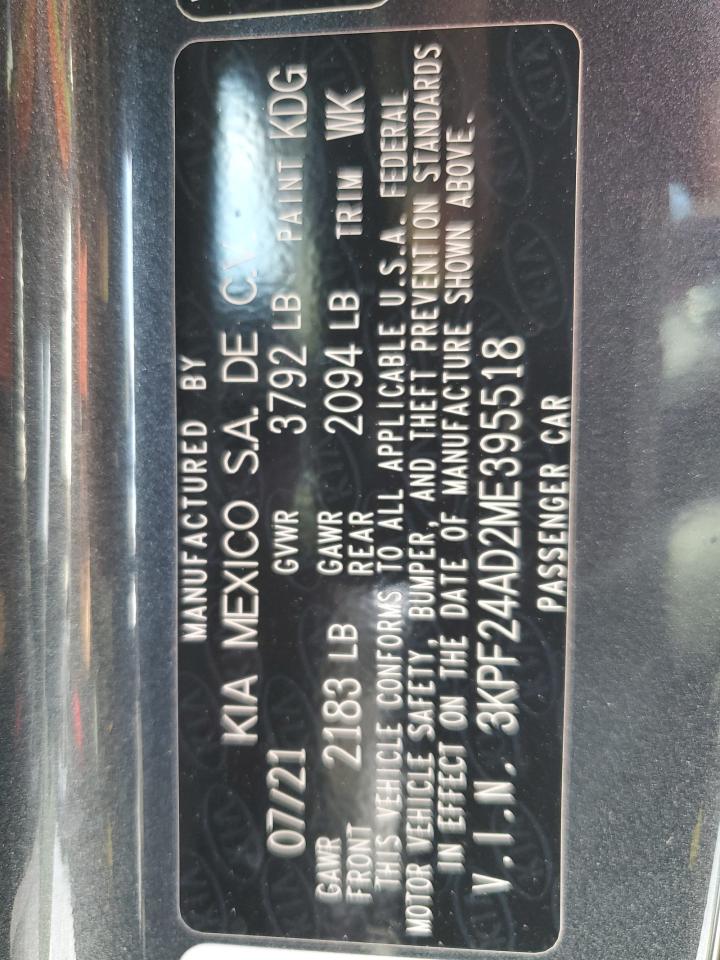 MANUFACTURED BY
KIA MEXICO S.A. DE C.V.
07/21 GVWR 3792 LB PAINT KDG
GAWR FRONT 2183 LB GAWR REAR 2094 LB TRIM WK
THIS VEHICLE CONFORMS TO ALL APPLICABLE U.S.A. FEDERAL
MOTOR VEHICLE SAFETY, BUMPER, AND THEFT PREVENTION STANDARDS
IN EFFECT ON THE DATE OF MANUFACTURE SHOWN ABOVE.
V.I.N. 3KPF24AD2ME395518
PASSENGER CAR